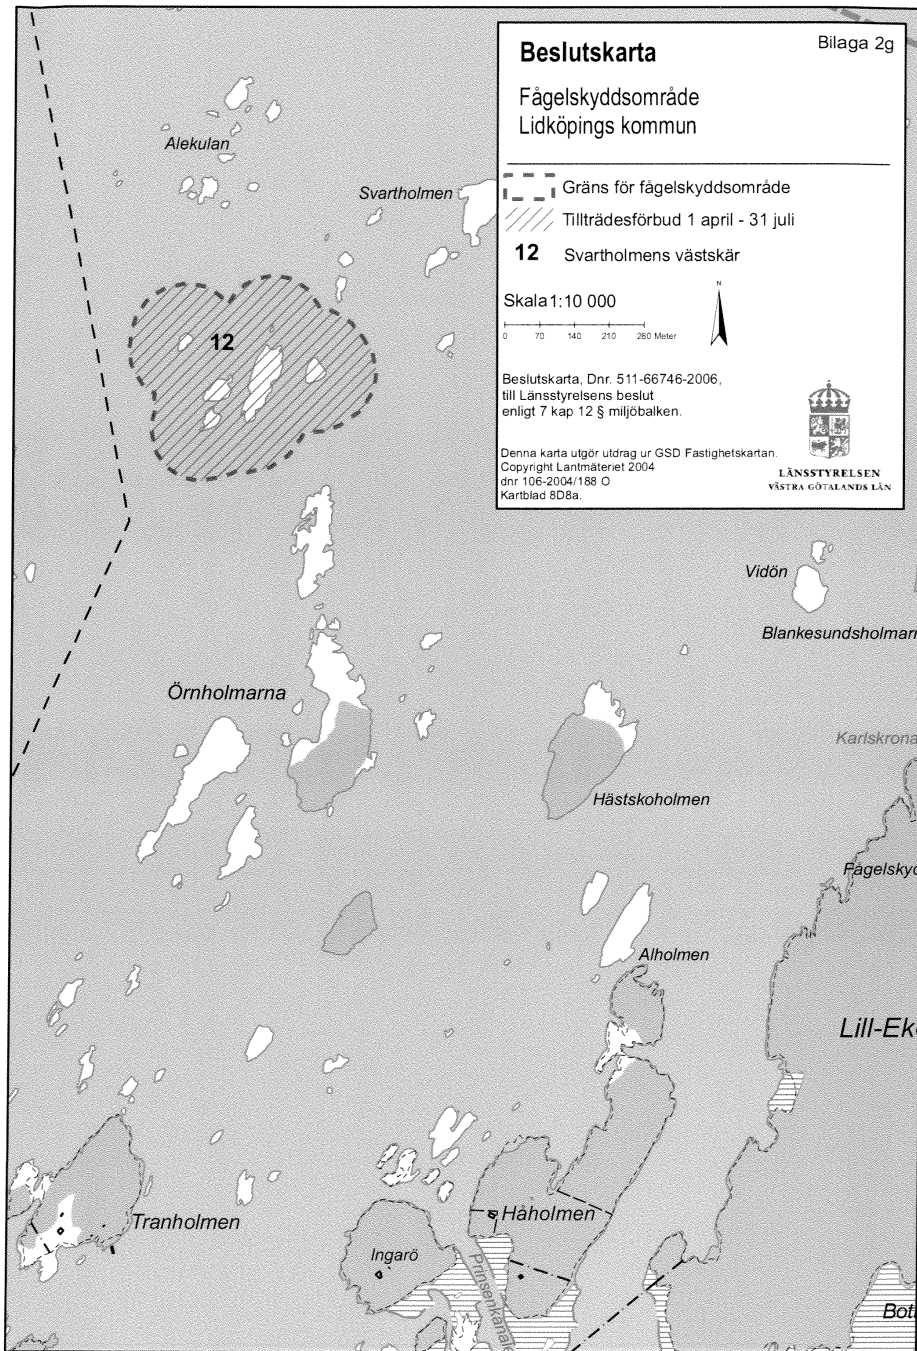 Beslutskarta
Bilaga 2g
Fågelskyddsområde
Lidköpings kommun
Gräns för fågelskyddsområde
Tillträdesförbud 1 april - 31 juli
12 Svartholmens västskär
Skala 1:10 000
N
0 70 140 210 280 Meter
Beslutskarta, Dnr. 511-66746-2006,
till Länsstyrelsens beslut
enligt 7 kap 12 § miljöbalken.
Denna karta utgör utdrag ur GSD Fastighetskartan.
Copyright Lantmäteriet 2004
dnr 106-2004/188 O
Kartblad 8D8a.
LÄNSSTYRELSEN
VÄSTRA GÖTALANDS LÄN
Alekulan
Svartholmen
12
Vidön
Blankesundsholmarn
Örnholmarna
Karlskrona
Hästskoholmen
Fågelskyd
Alholmen
Lill-Ek
Tranholmen
Håholmen
Ingarö
Prinsenkanale
Bot